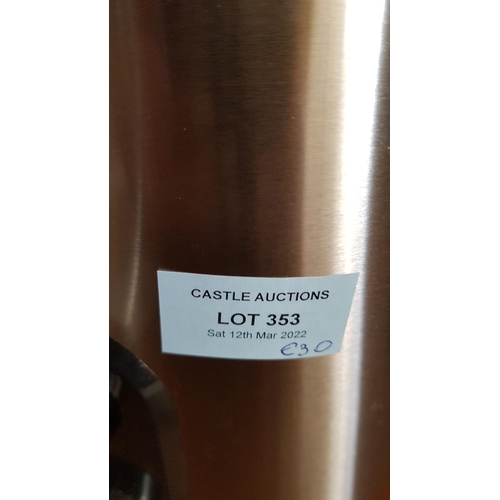 CASTLE AUCTIONS
LOT 353
Sat 12th Mar 2022
€30